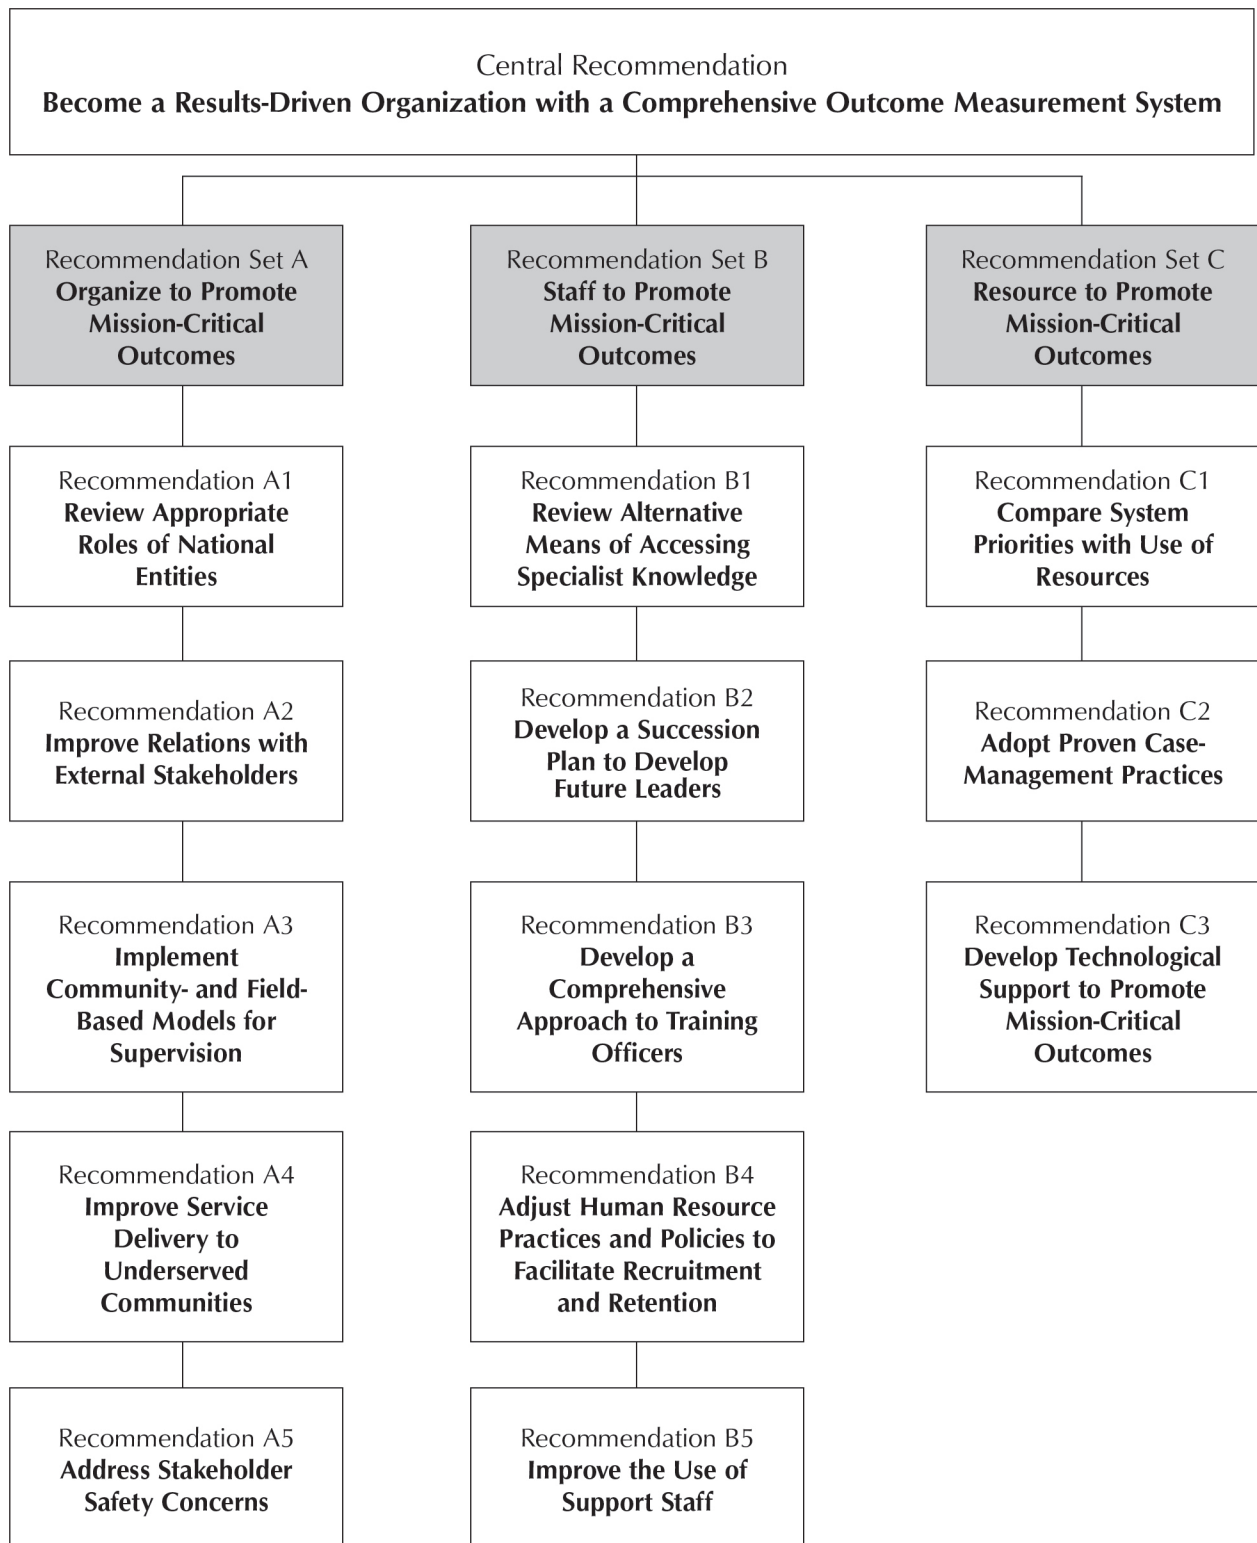 Central Recommendation
Become a Results-Driven Organization with a Comprehensive Outcome Measurement System
Recommendation Set A
Organize to Promote
Mission-Critical
Outcomes
Recommendation A1
Review Appropriate
Roles of National
Entities
Recommendation A2
Improve Relations with
External Stakeholders
Recommendation A3
Implement
Community- and Field-
Based Models for
Supervision
Recommendation A4
Improve Service
Delivery to
Underserved
Communities
Recommendation A5
Address Stakeholder
Safety Concerns
Recommendation Set B
Staff to Promote
Mission-Critical
Outcomes
Recommendation B1
Review Alternative
Means of Accessing
Specialist Knowledge
Recommendation B2
Develop a Succession
Plan to Develop
Future Leaders
Recommendation B3
Develop a
Comprehensive
Approach to Training
Officers
Recommendation B4
Adjust Human Resource
Practices and Policies to
Facilitate Recruitment
and Retention
Recommendation B5
Improve the Use of
Support Staff
Recommendation Set C
Resource to Promote
Mission-Critical
Outcomes
Recommendation C1
Compare System
Priorities with Use of
Resources
Recommendation C2
Adopt Proven Case-
Management Practices
Recommendation C3
Develop Technological
Support to Promote
Mission-Critical
Outcomes